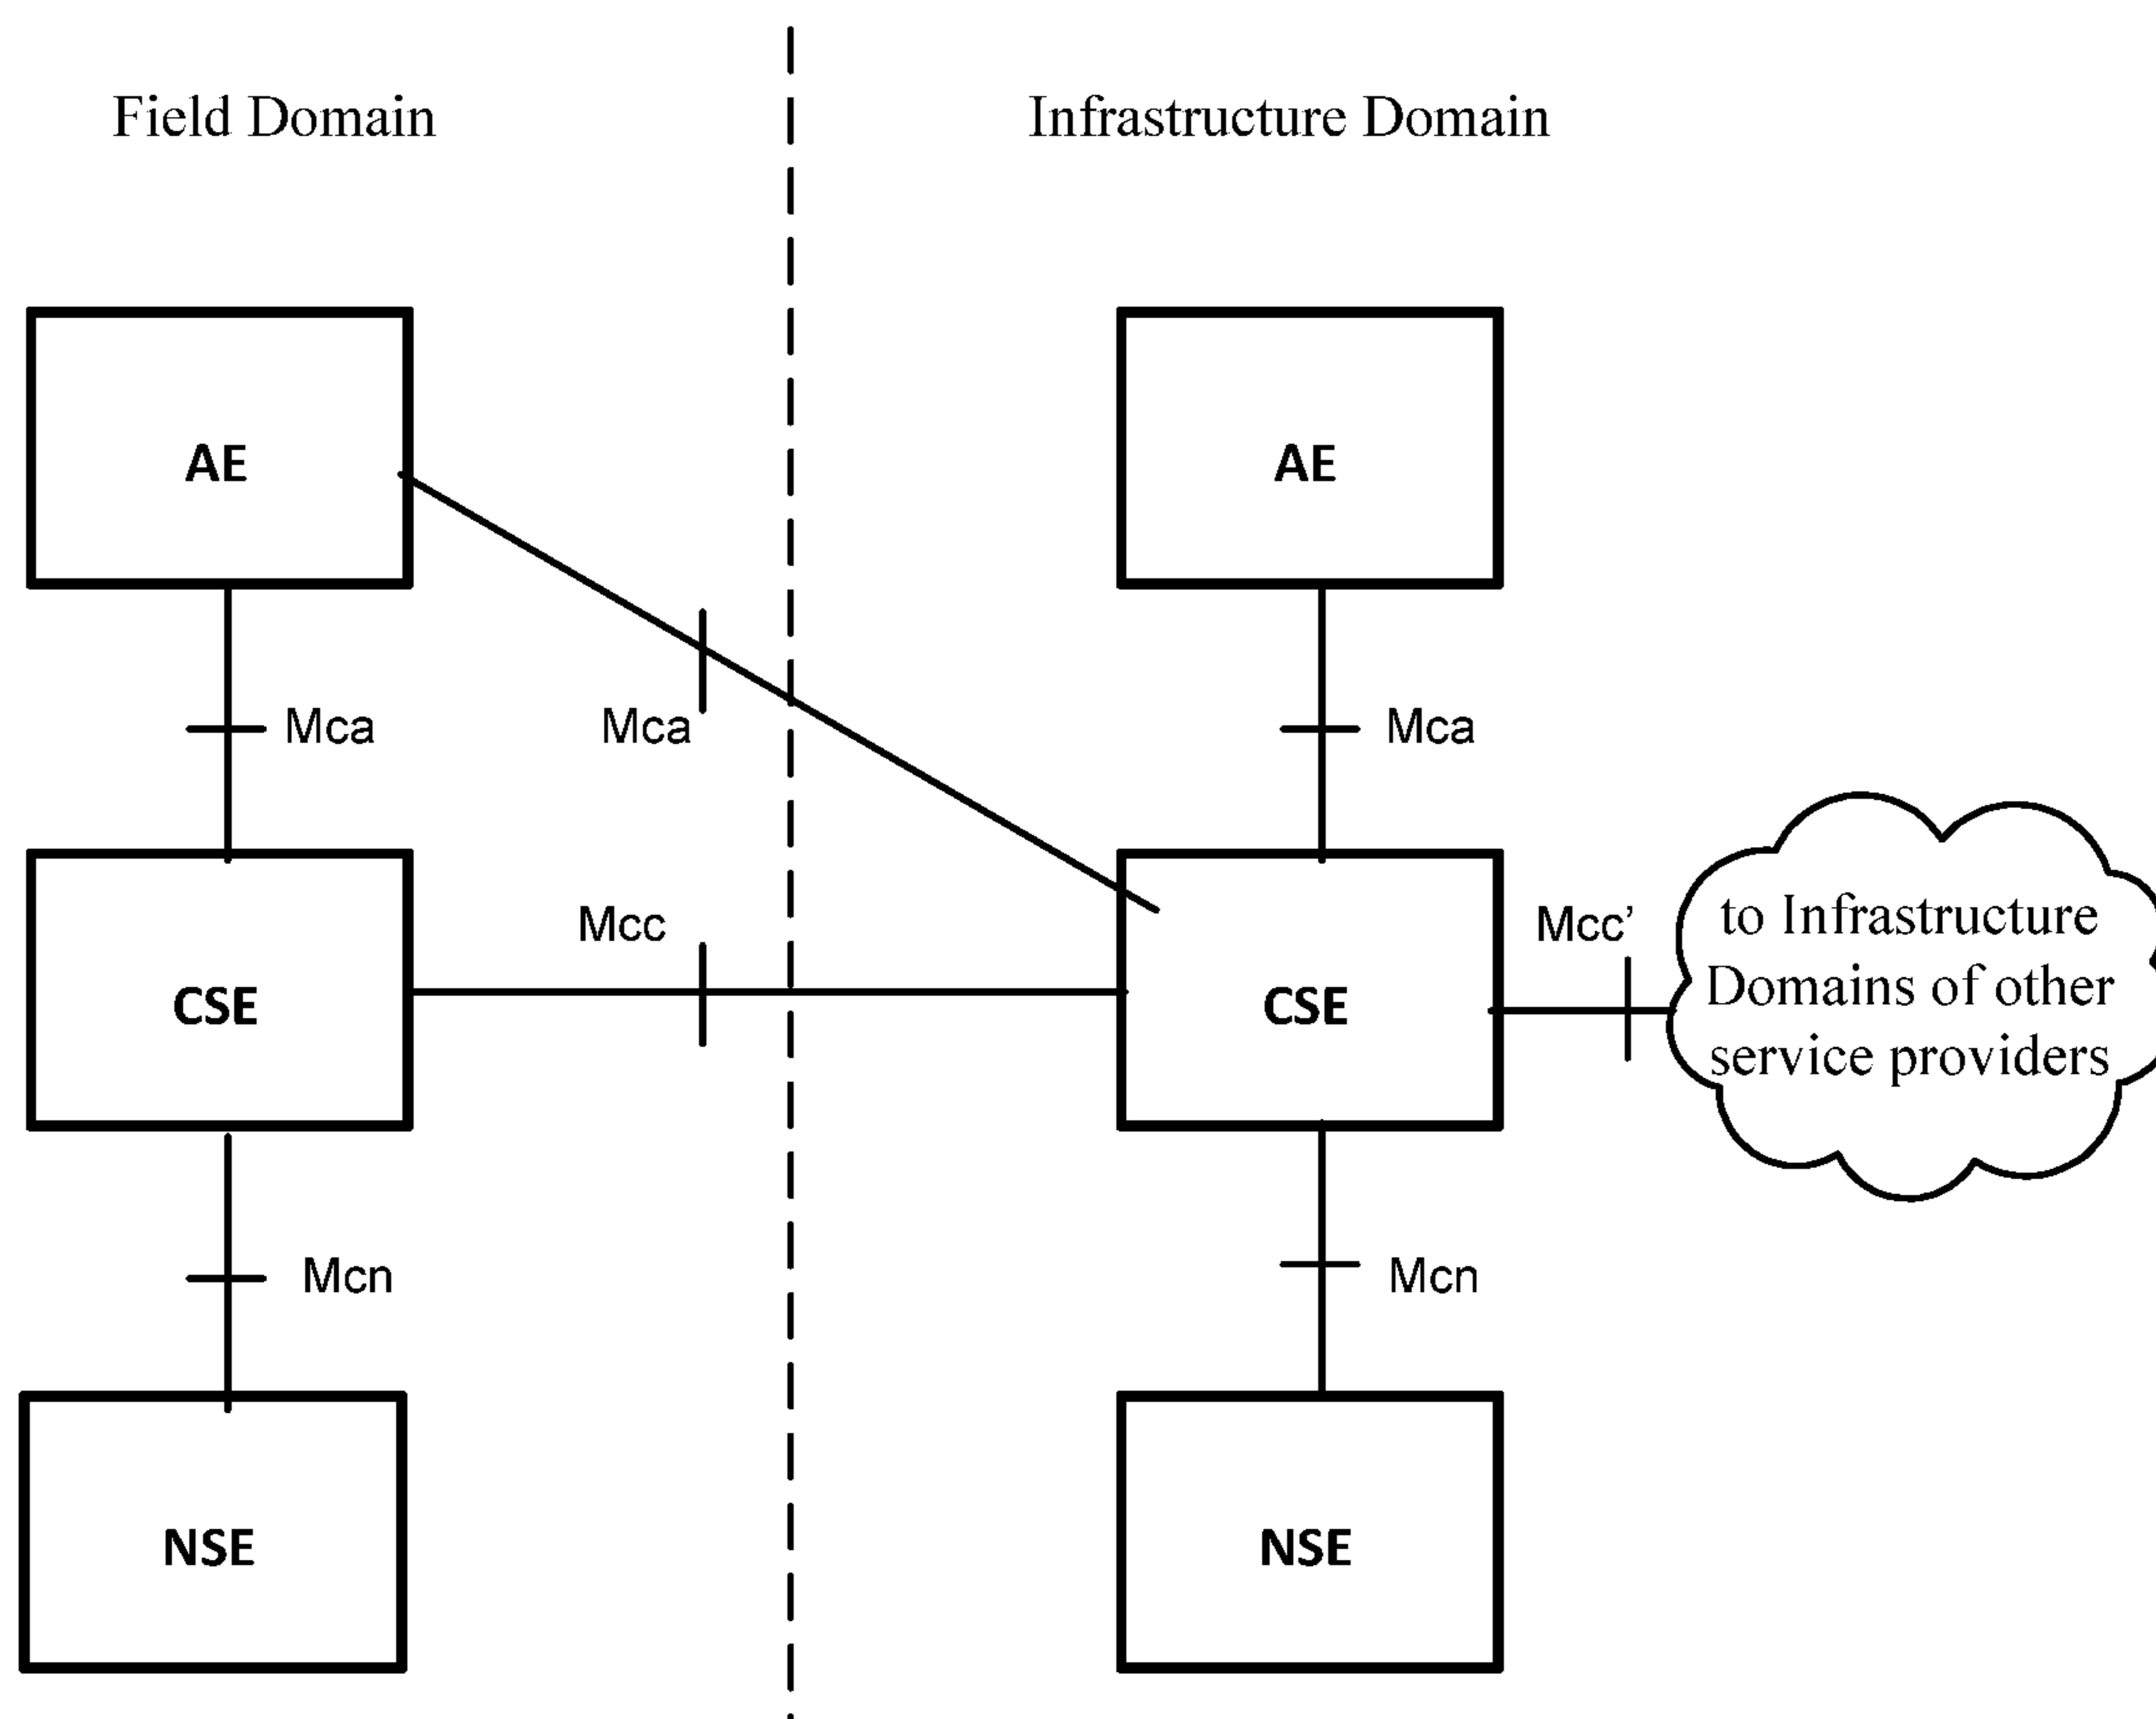 Field Domain
Infrastructure Domain
AE
AE
Mca
Mca
Mca
Mcc
Mcc’
to Infrastructure
Domains of other
service providers
CSE
CSE
Mcn
Mcn
NSE
NSE